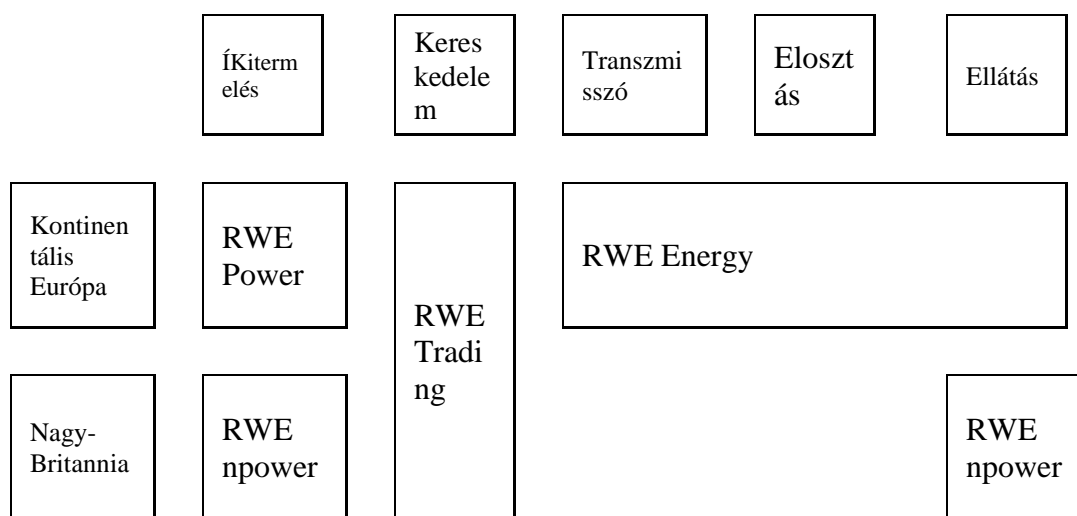 ÍKiterm
elés
Keres
kedele
m
Transzmi
sszó
Eloszt
ás
Ellátás
Kontinen
tális
Európa
RWE
Power
RWE
Tradi
ng
RWE Energy
Nagy-
Britannia
RWE
npower
RWE
npower